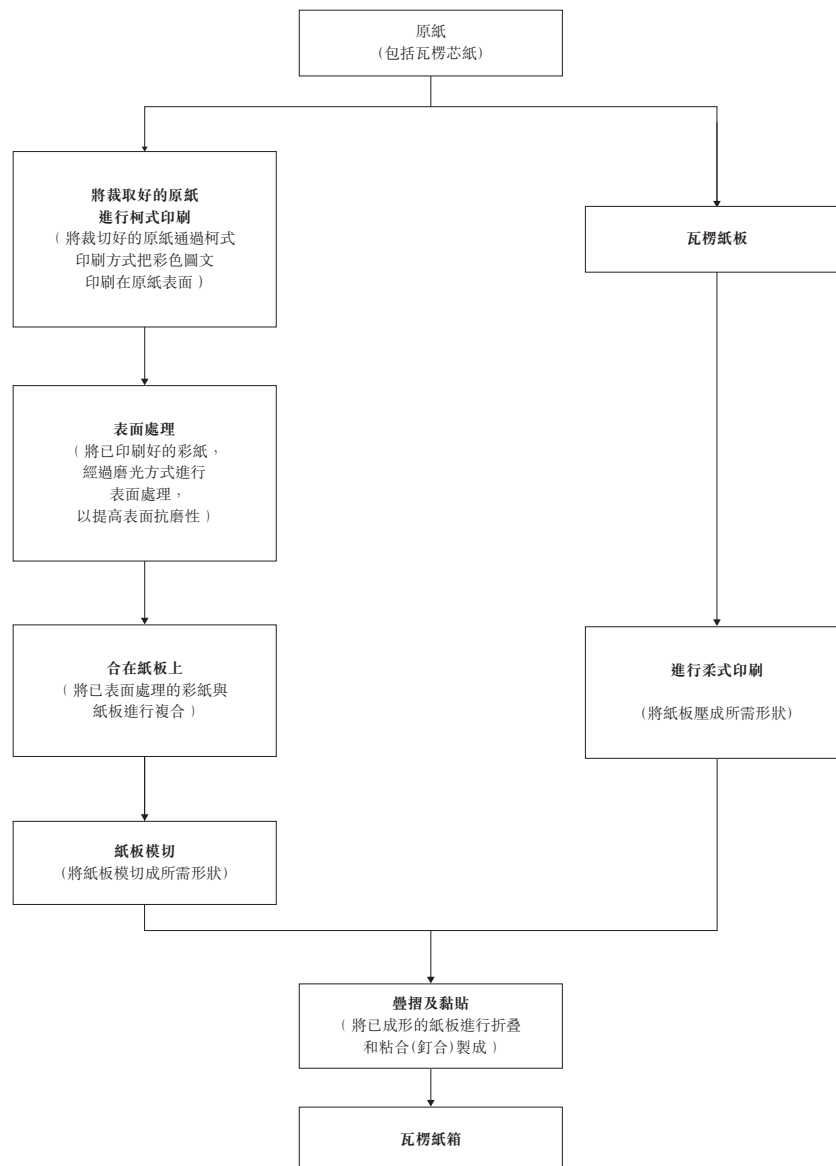 原紙
(包括瓦楞芯紙)
將裁取好的原紙
進行柯式印刷
(將裁切好的原紙通過柯式
印刷方式把彩色圖文
印刷在原紙表面)
瓦楞紙板
表面處理
(將已印刷好的彩紙，
經過磨光方式進行
表面處理，
以提高表面抗磨性)
合在紙板上
(將已表面處理的彩紙與
紙板進行複合)
進行柔式印刷
(將紙板壓成所需形狀)
紙板模切
(將紙板模切成所需形狀)
疊摺及黏貼
(將已成形的紙板進行折叠
和粘合(釘合)製成)
瓦楞紙箱